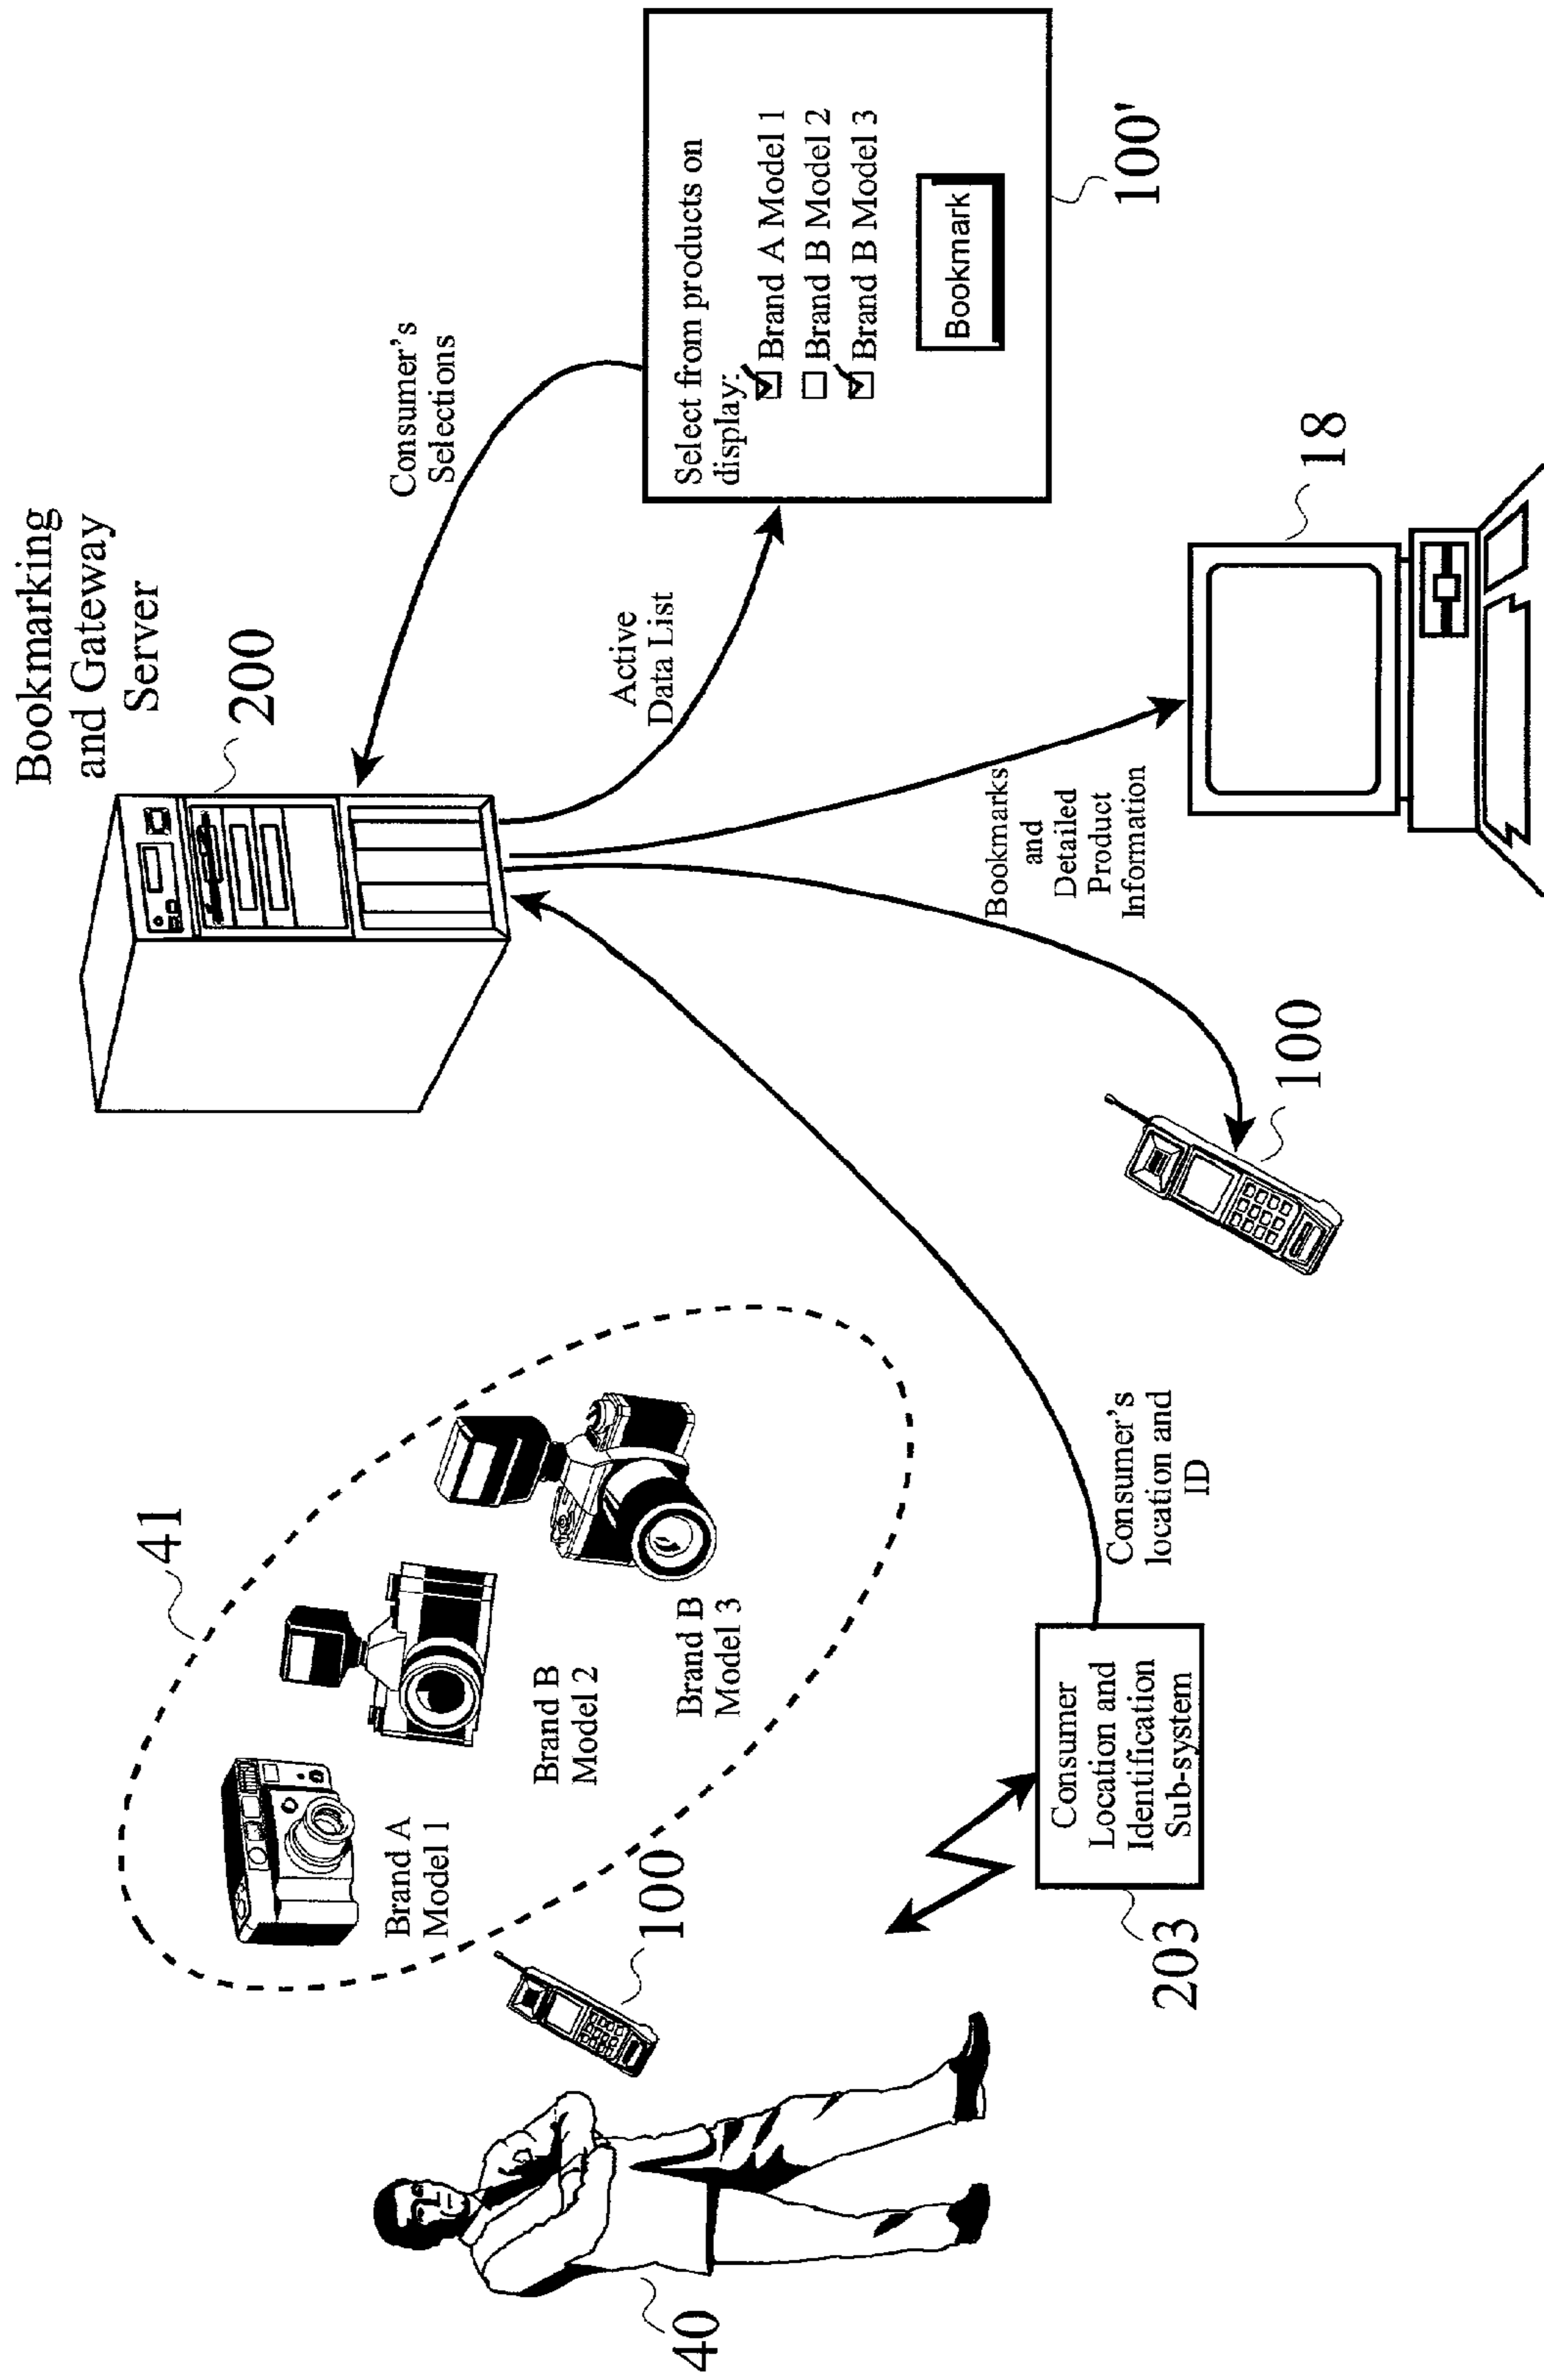 Bookmarking
and Gateway
Server
200
41
Brand A
Model 1
Brand B
Model 2
Brand B
Model 3
100
40
Consumer
Location and
Identification
Sub-system
203
Consumer's
location and
ID
Consumer's
Selections
Active
Data List
Select from products on
display:
Brand A Model 1
Brand B Model 2
Brand B Model 3
Bookmark
100'
Bookmarks
and
Detailed
Product
Information
100
18